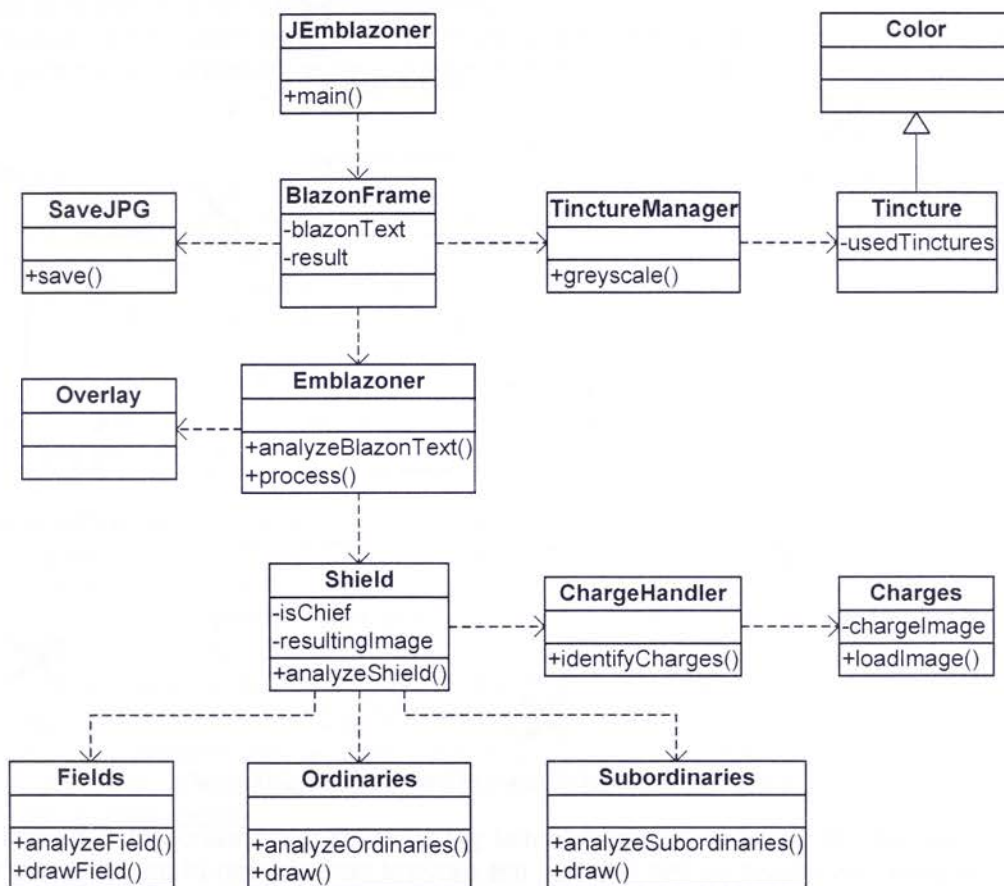 JEmblazoner
+main()
Color
SaveJPG
+save()
BlazonFrame
-blazonText
-result
TinctureManager
+greyscale()
Tincture
-usedTinctures
Overlay
Emblazoner
+analyzeBlazonText()
+process()
Shield
-isChief
-resultingImage
+analyzeShield()
ChargeHandler
+identifyCharges()
Charges
-chargeImage
+loadImage()
Fields
+analyzeField()
+drawField()
Ordinaries
+analyzeOrdinaries()
+draw()
Subordinaries
+analyzeSubordinaries()
+draw()